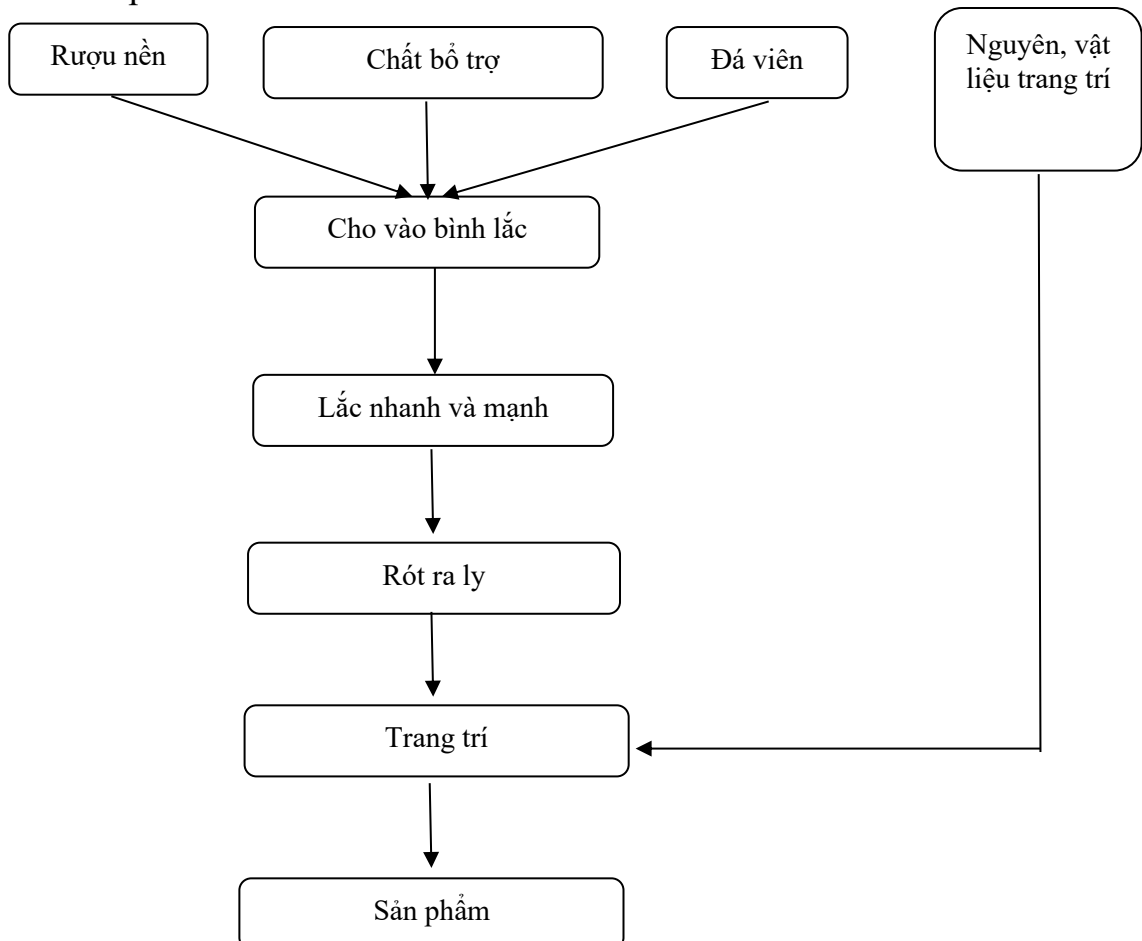 Rượu nền
Chất bổ trợ
Đá viên
Nguyên, vật
liệu trang trí
Cho vào bình lắc
Lắc nhanh và mạnh
Rót ra ly
Trang trí
Sản phẩm